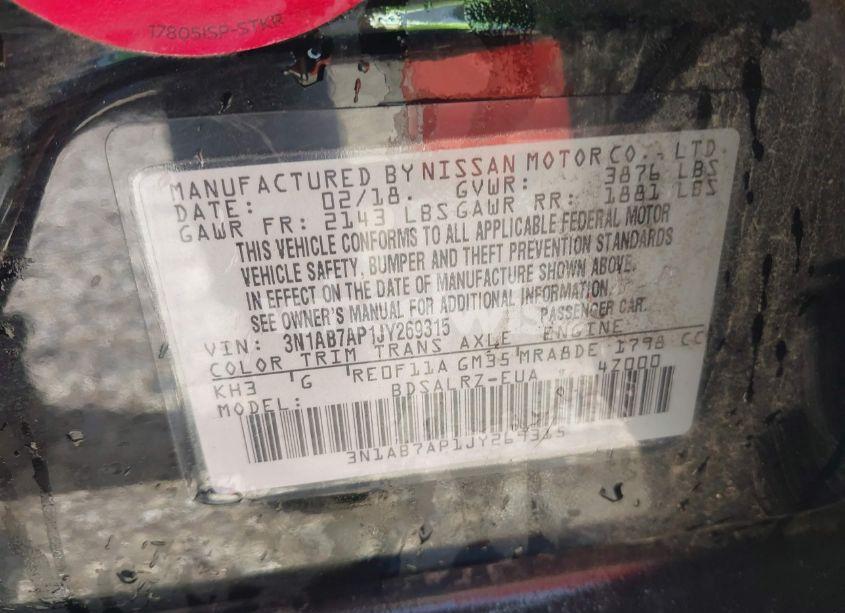 17805ISP-STKR
MANUFACTURED BY NISSAN MOTOR CO., LTD.
DATE: 02/18. GVWR: 3876 LBS
GAWR FR: 2143 LBS GAWR RR: 1881 LBS
THIS VEHICLE CONFORMS TO ALL APPLICABLE FEDERAL MOTOR
VEHICLE SAFETY, BUMPER AND THEFT PREVENTION STANDARDS
IN EFFECT ON THE DATE OF MANUFACTURE SHOWN ABOVE.
SEE OWNER'S MANUAL FOR ADDITIONAL INFORMATION.
VIN: 3N1AB7AP1JY269315 PASSENGER CAR.
COLOR TRIM TRANS AXLE ENGINE
KH3 G RE0F11A GM35 MRA8DE 1798 CC
MODEL: BDSALRZ-EUA 4Z000
3N1AB7AP1JY269315